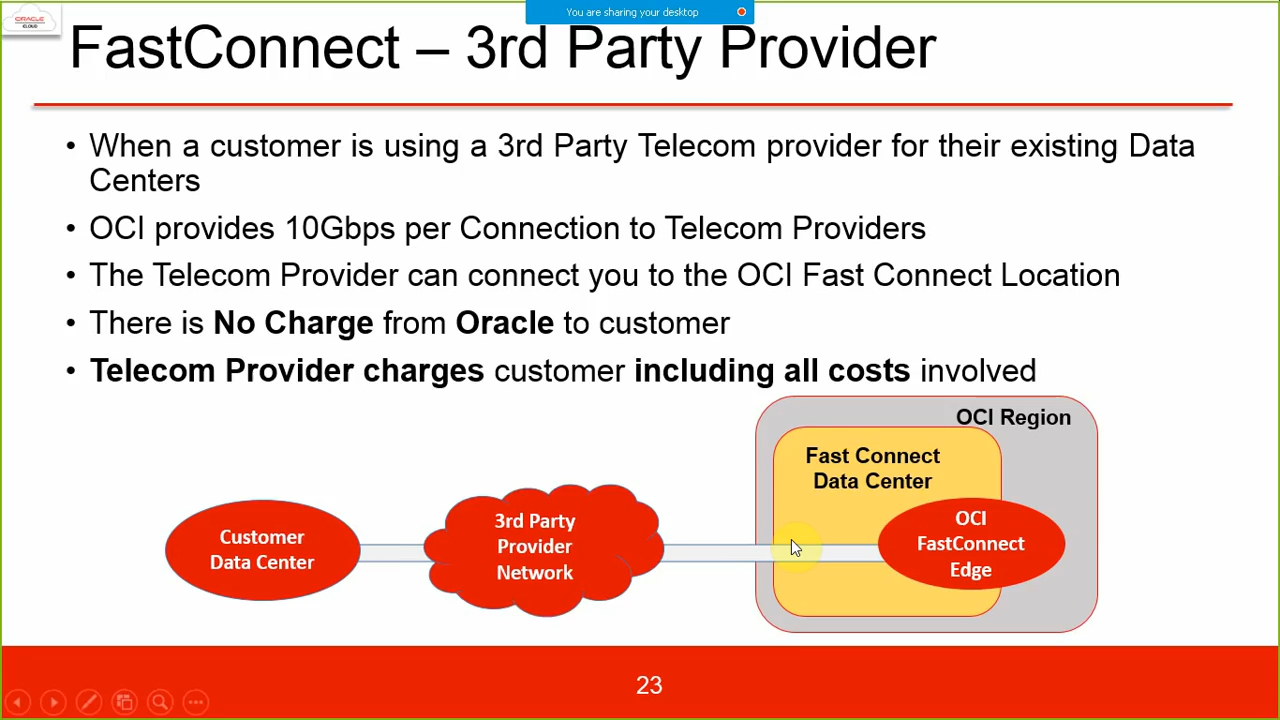 You are sharing your desktop
ORACLE
CLOUD
FastConnect – 3rd Party Provider
• When a customer is using a 3rd Party Telecom provider for their existing Data
Centers
• OCI provides 10Gbps per Connection to Telecom Providers
• The Telecom Provider can connect you to the OCI Fast Connect Location
• There is No Charge from Oracle to customer
• Telecom Provider charges customer including all costs involved
OCI Region
Fast Connect
Data Center
Customer
Data Center
3rd Party
Provider
Network
OCI
FastConnect
Edge
23